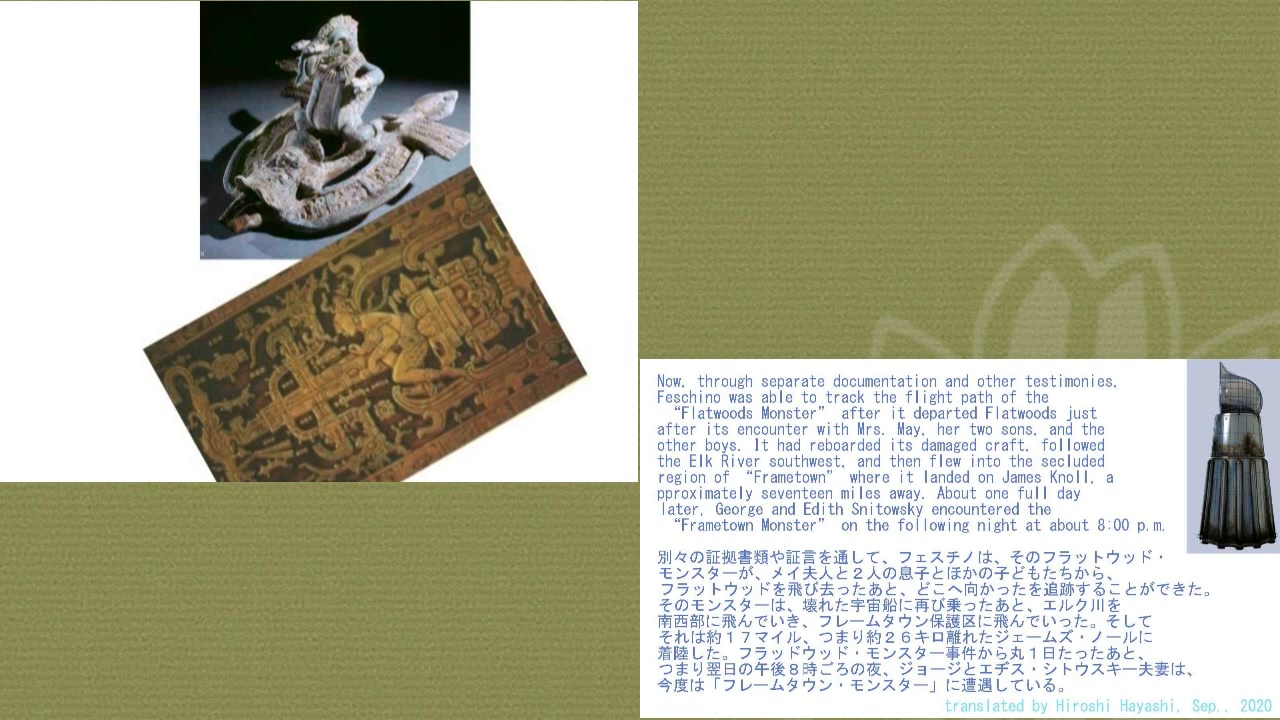 Now, through separate documentation and other testimonies,
Feschino was able to track the flight path of the
“Flatwoods Monster” after it departed Flatwoods just
after its encounter with Mrs. May, her two sons, and the
other boys. It had reboarded its damaged craft, followed
the Elk River southwest, and then flew into the secluded
region of “Frametown” where it landed on James Knoll, a
pproximately seventeen miles away. About one full day
later, George and Edith Snitowsky encountered the
“Frametown Monster” on the following night at about 8:00 p.m.
別々の証拠書類や証言を通して、フェスチノは、そのフラットウッド・
モンスターが、メイ夫人と２人の息子とほかの子どもたちから、
フラットウッドを飛び去ったあと、どこへ向かったを追跡することができた。
そのモンスターは、壊れた宇宙船に再び乗ったあと、エルク川を
南西部に飛んでいき、フレームタウン保護区に飛んでいった。そして
それは約１７マイル、つまり約２６キロ離れたジェームズ・ノールに
着陸した。フラッドウッド・モンスター事件から丸１日たったあと、
つまり翌日の午後８時ごろの夜、ジョージとエヂス・シトウスキー夫妻は、
今度は「フレームタウン・モンスター」に遭遇している。
translated by Hiroshi Hayashi, Sep., 2020